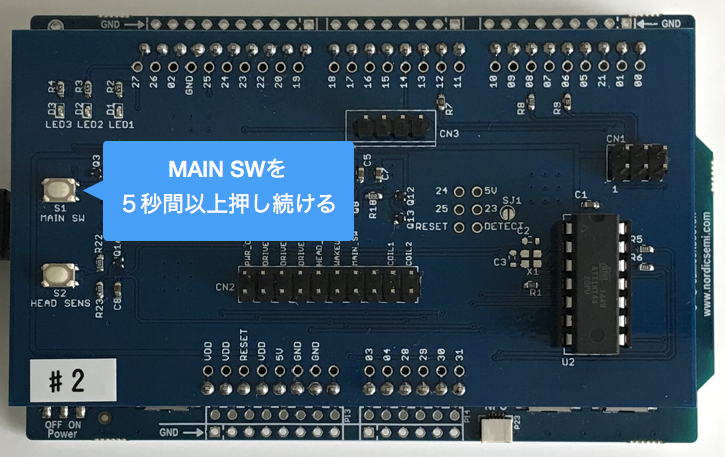 GND
GND
27 26 02 GND 25 24 23 22 20 19
18 17 16 15 14 13 12 11
10 09 08 07 06 05 21 01 00
R4 R3 R2
D3 D2 D1
LED3 LED2 LED1
R7
R8
R9
CN3
CN1
1
Q3
C5
C7
R18
Q12
Q13
Q8
MAIN SWを
５秒間以上押し続ける
S1
MAIN SW
24 5V
25 23
RESET DETECT
SJ1
C1
C2
C3
X1
R1
R5
R6
U2
www.nordicsemi.com
R22
S2
HEAD SENS
R23
C8
MAIN_SW
COIL1
COIL2
CN2
VDD VDD RESET VDD 5V GND GND
03 04 28 29 30 31
#2
OFF ON
Power
GND
P13
P14
NFC
P23